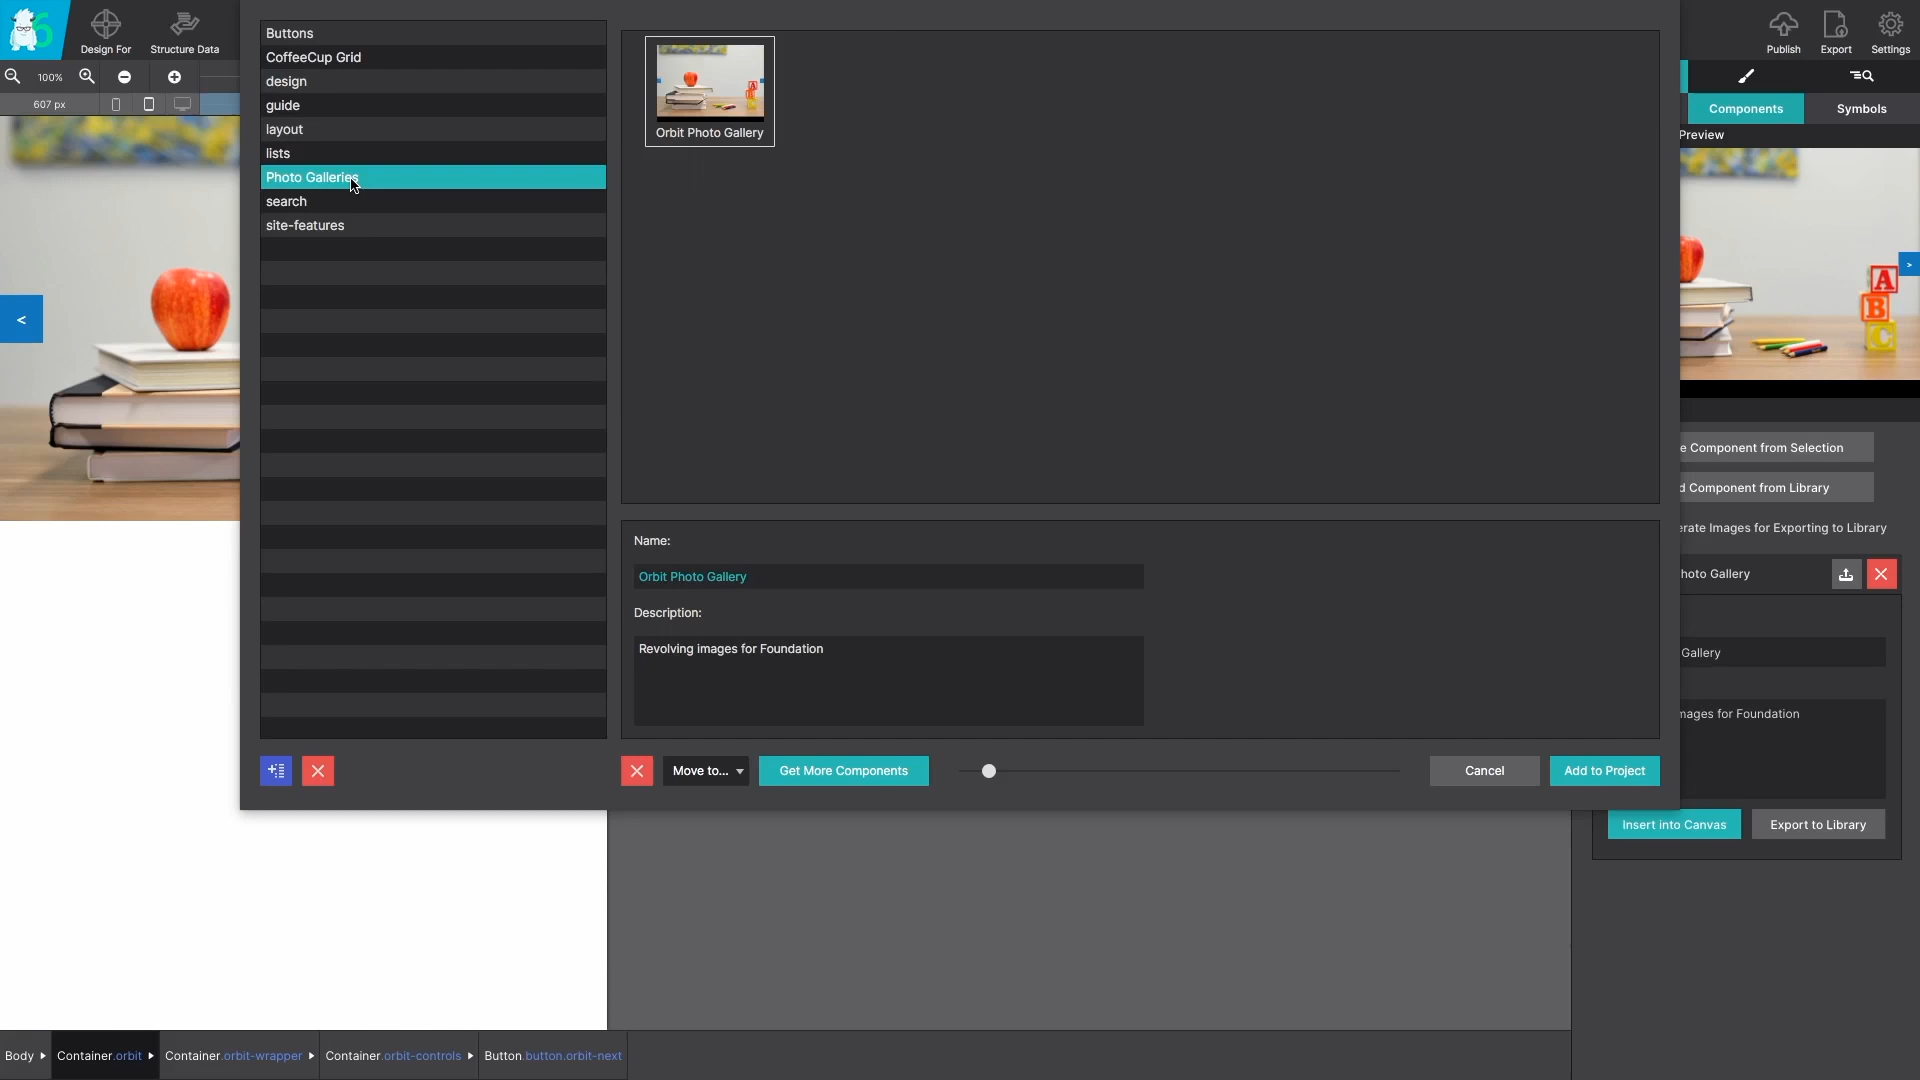 6
Design For
Structure Data
Publish
Export
Settings
100%
607 px
Buttons
CoffeeCup Grid
design
guide
layout
lists
Photo Galleries
search
site-features
Orbit Photo Gallery
Components
Symbols
Preview
<
>
A
B
C
Name:
Orbit Photo Gallery
Description:
Revolving images for Foundation
e Component from Selection
d Component from Library
erate Images for Exporting to Library
hoto Gallery
Gallery
mages for Foundation
Move to...
Get More Components
Cancel
Add to Project
Insert into Canvas
Export to Library
Body
Container.orbit
Container.orbit-wrapper
Container.orbit-controls
Button.button.orbit-next